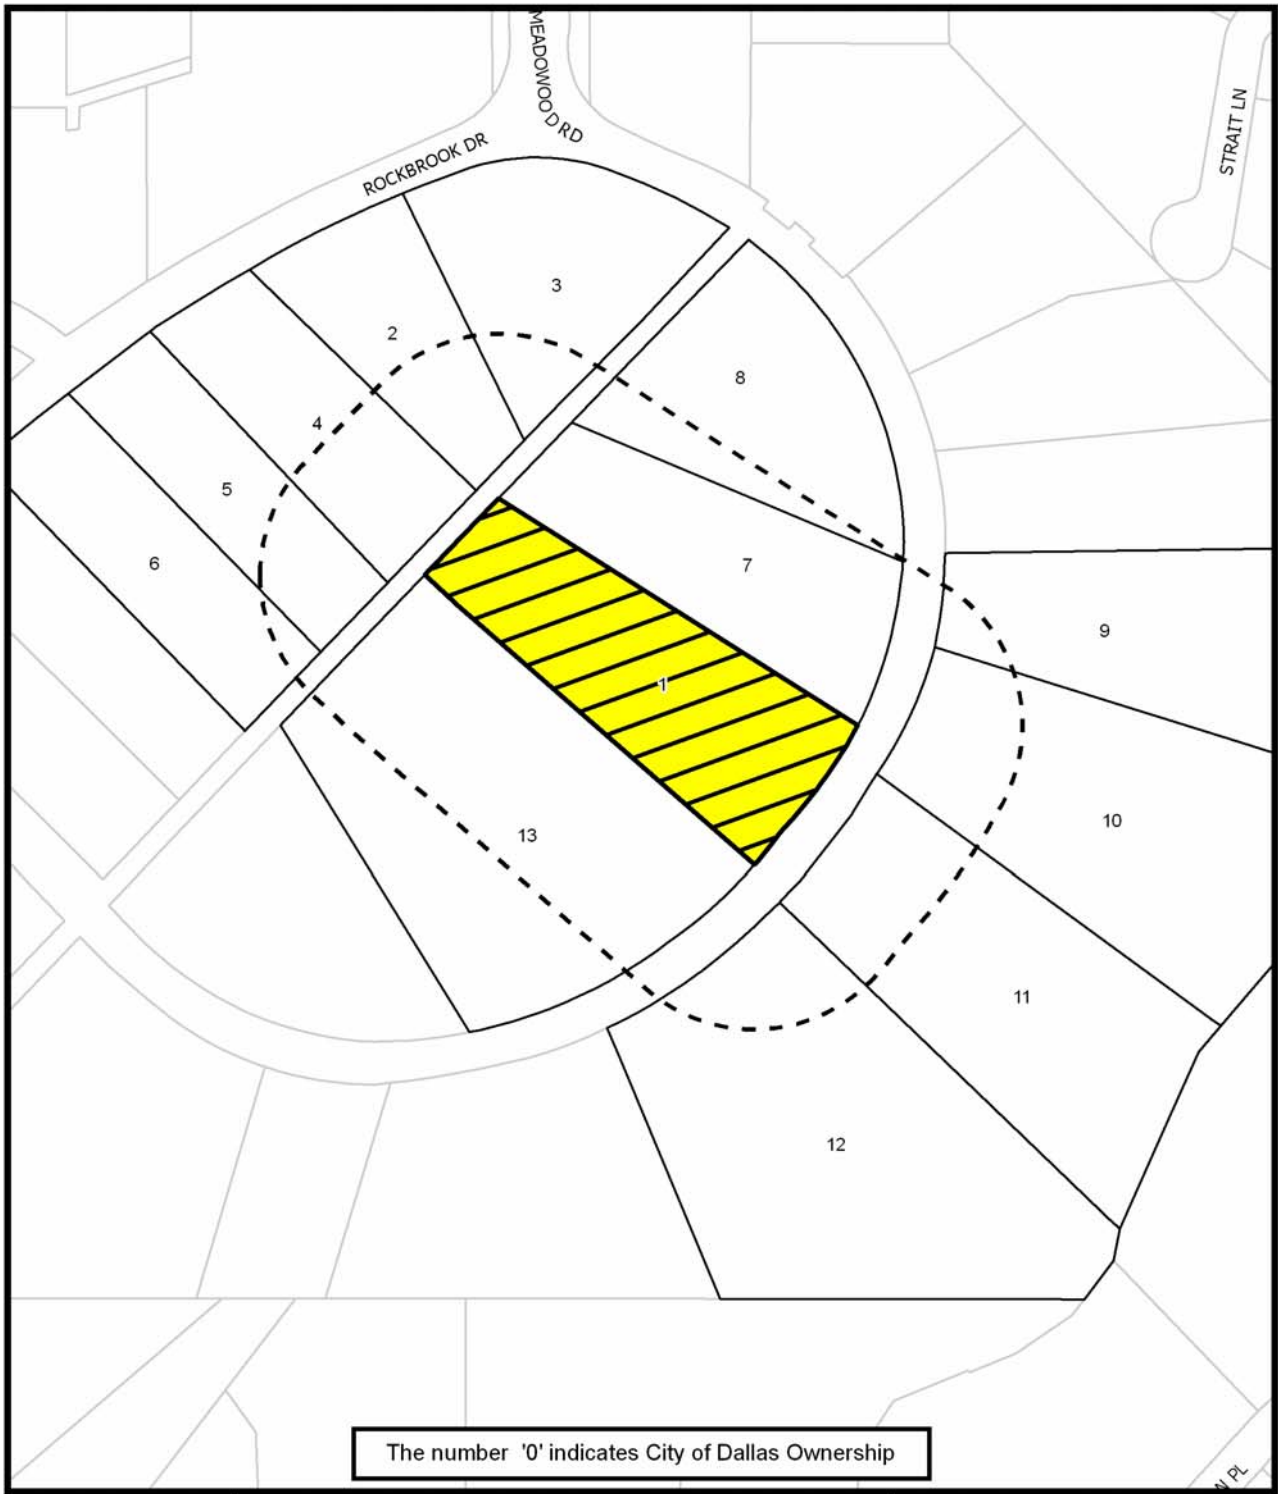 MEADOWOOD RD
STRAIT LN
ROCKBROOK DR
3
2
8
4
5
6
7
9
1
10
13
11
12
The number '0' indicates City of Dallas Ownership
PL